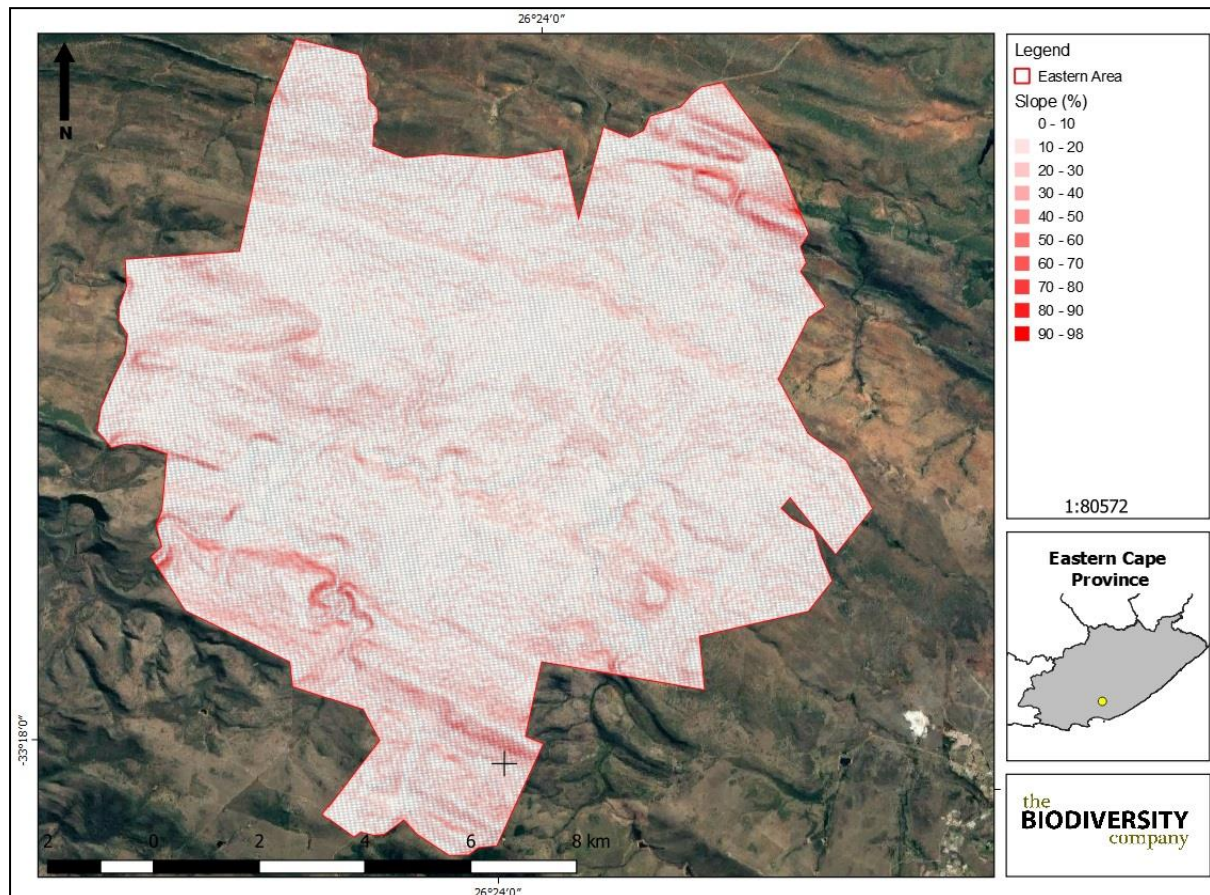 26°24′0″
N
-33°18′0″
2 0 2 4 6 8 km
26°24′0″
Legend
Eastern Area
Slope (%)
0 - 10
10 - 20
20 - 30
30 - 40
40 - 50
50 - 60
60 - 70
70 - 80
80 - 90
90 - 98
1:80572
Eastern Cape
Province
the
BIODIVERSITY
company